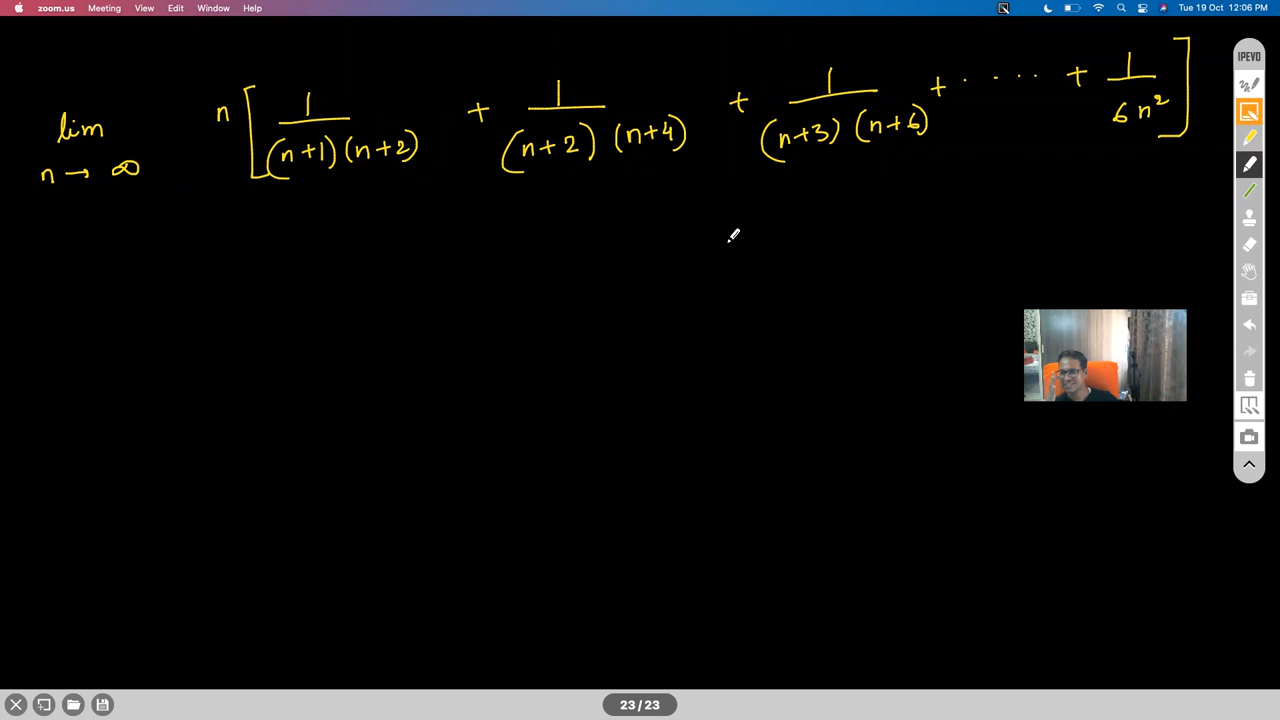 zoom.us Meeting View Edit Window Help Tue 19 Oct 12:06 PM
IPEVO
lim n→∞ n[1/((n+1)(n+2)) + 1/((n+2)(n+4)) + 1/((n+3)(n+6)) + ..... + 1/(6n²)]
23/23